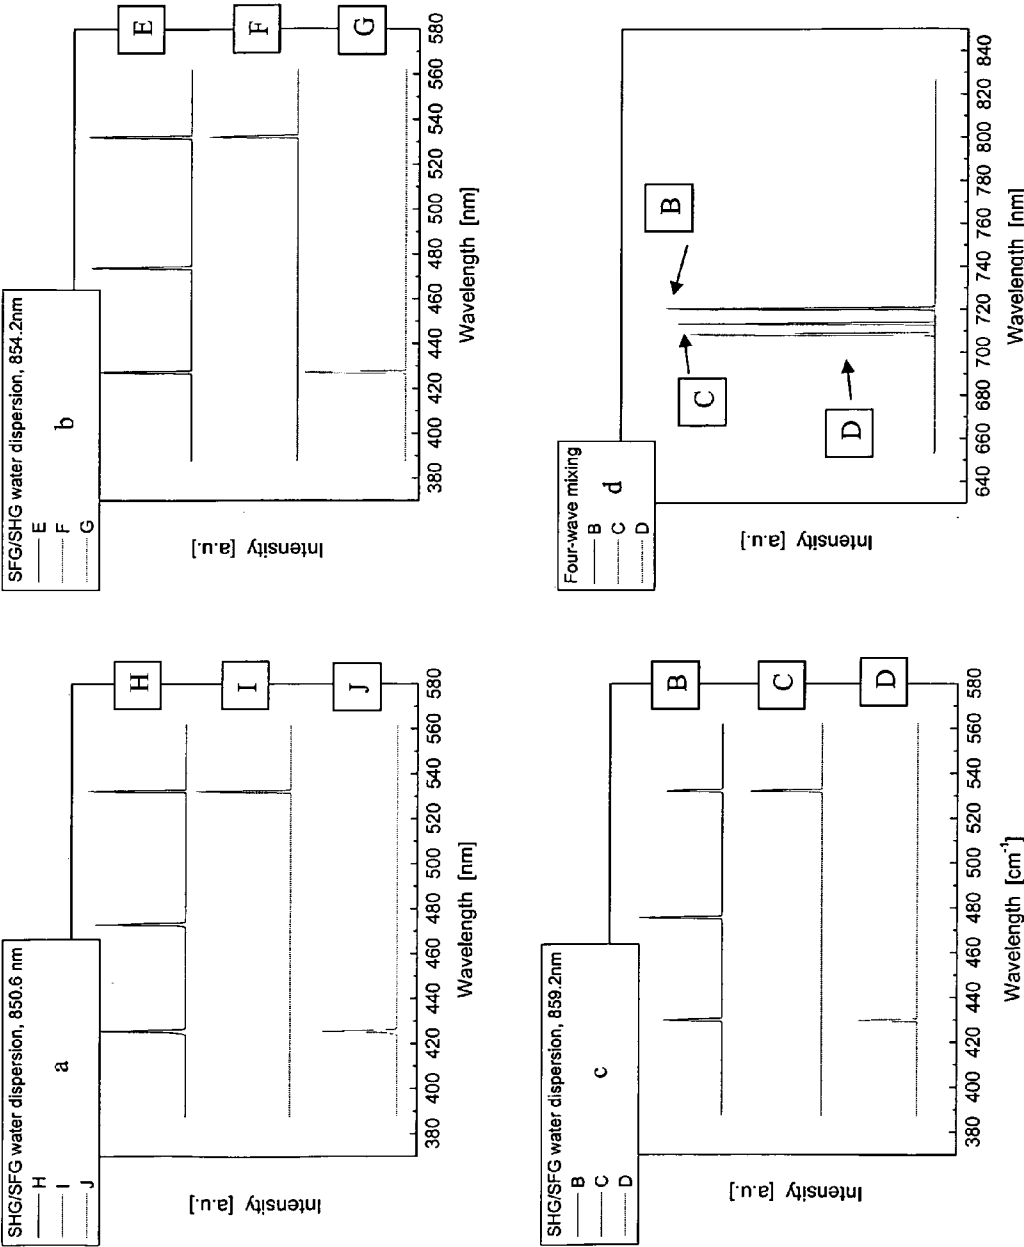 SHG/SFG water dispersion, 850.6 nm
H
I
J
a
H
I
J
Intensity [a.u.]
380 400 420 440 460 480 500 520 540 560 580
Wavelength [nm]
SFG/SHG water dispersion, 854.2nm
E
F
G
b
E
F
G
Intensity [a.u.]
380 400 420 440 460 480 500 520 540 560 580
Wavelength [nm]
SHG/SFG water dispersion, 859.2nm
B
C
D
c
B
C
D
Intensity [a.u.]
380 400 420 440 460 480 500 520 540 560 580
Wavelength [cm⁻¹]
Four-wave mixing
B
C
D
d
B
C
D
Intensity [a.u.]
640 660 680 700 720 740 760 780 800 820 840
Wavelength [nm]